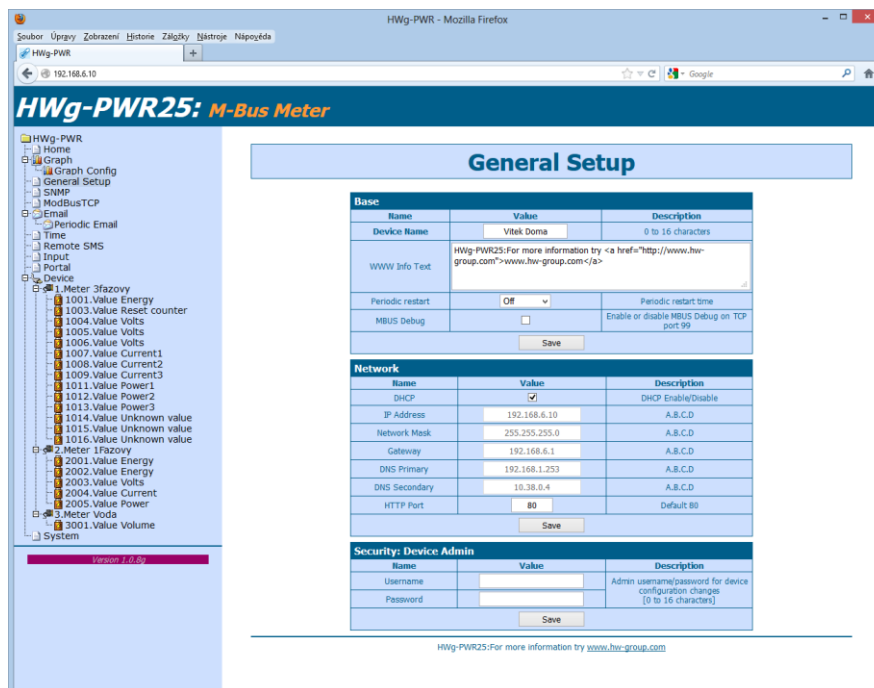 HWg-PWR - Mozilla Firefox
Soubor Úpravy Zobrazení Historie Záložky Nástroje Nápověda
HWg-PWR
192.168.6.10
Google
HWg-PWR25: M-Bus Meter
HWg-PWR
Home
Graph
Graph Config
General Setup
SNMP
ModBusTCP
Email
Periodic Email
Time
Remote SMS
Input
Portal
Device
1.Meter 3fazovy
1001.Value Energy
1003.Value Reset counter
1004.Value Volts
1005.Value Volts
1006.Value Volts
1007.Value Current1
1008.Value Current2
1009.Value Current3
1011.Value Power1
1012.Value Power2
1013.Value Power3
1014.Value Unknown value
1015.Value Unknown value
1016.Value Unknown value
2.Meter 1Fazovy
2001.Value Energy
2002.Value Energy
2003.Value Volts
2004.Value Current
2005.Value Power
3.Meter Voda
3001.Value Volume
System
Version 1.0.8g
General Setup
Base
Name Value Description
Device Name Vitek Doma 0 to 16 characters
WWW Info Text HWg-PWR25:For more information try <a href="http://www.hw-
group.com">www.hw-group.com</a>
Periodic restart Off Periodic restart time
MBUS Debug Enable or disable MBUS Debug on TCP
port 99
Save
Network
Name Value Description
DHCP DHCP Enable/Disable
IP Address 192.168.6.10 A.B.C.D
Network Mask 255.255.255.0 A.B.C.D
Gateway 192.168.6.1 A.B.C.D
DNS Primary 192.168.1.253 A.B.C.D
DNS Secondary 10.38.0.4 A.B.C.D
HTTP Port 80 Default 80
Save
Security: Device Admin
Name Value Description
Username Admin username/password for device
configuration changes
Password [0 to 16 characters]
Save
HWg-PWR25:For more information try www.hw-group.com